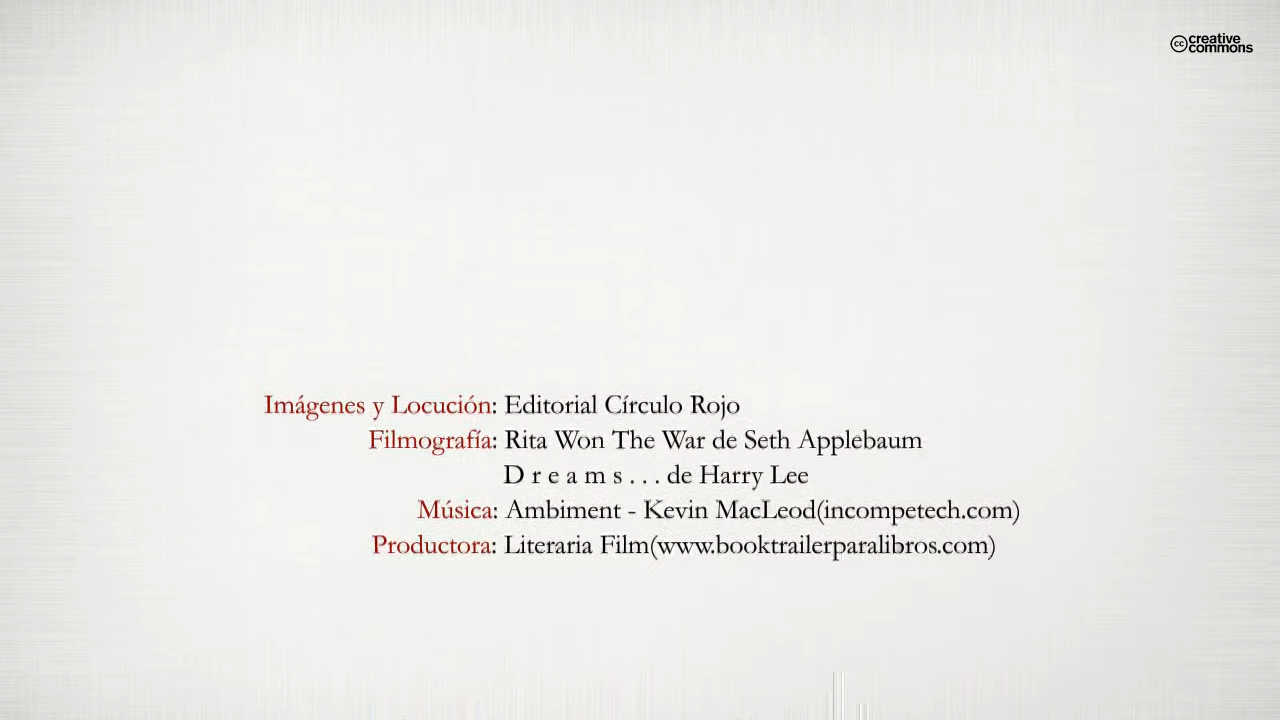 cc creative
commons
Imágenes y Locución: Editorial Círculo Rojo
Filmografía: Rita Won The War de Seth Applebaum
D r e a m s . . . de Harry Lee
Música: Ambiment - Kevin MacLeod(incompetech.com)
Productora: Literaria Film(www.booktrailerparalibros.com)